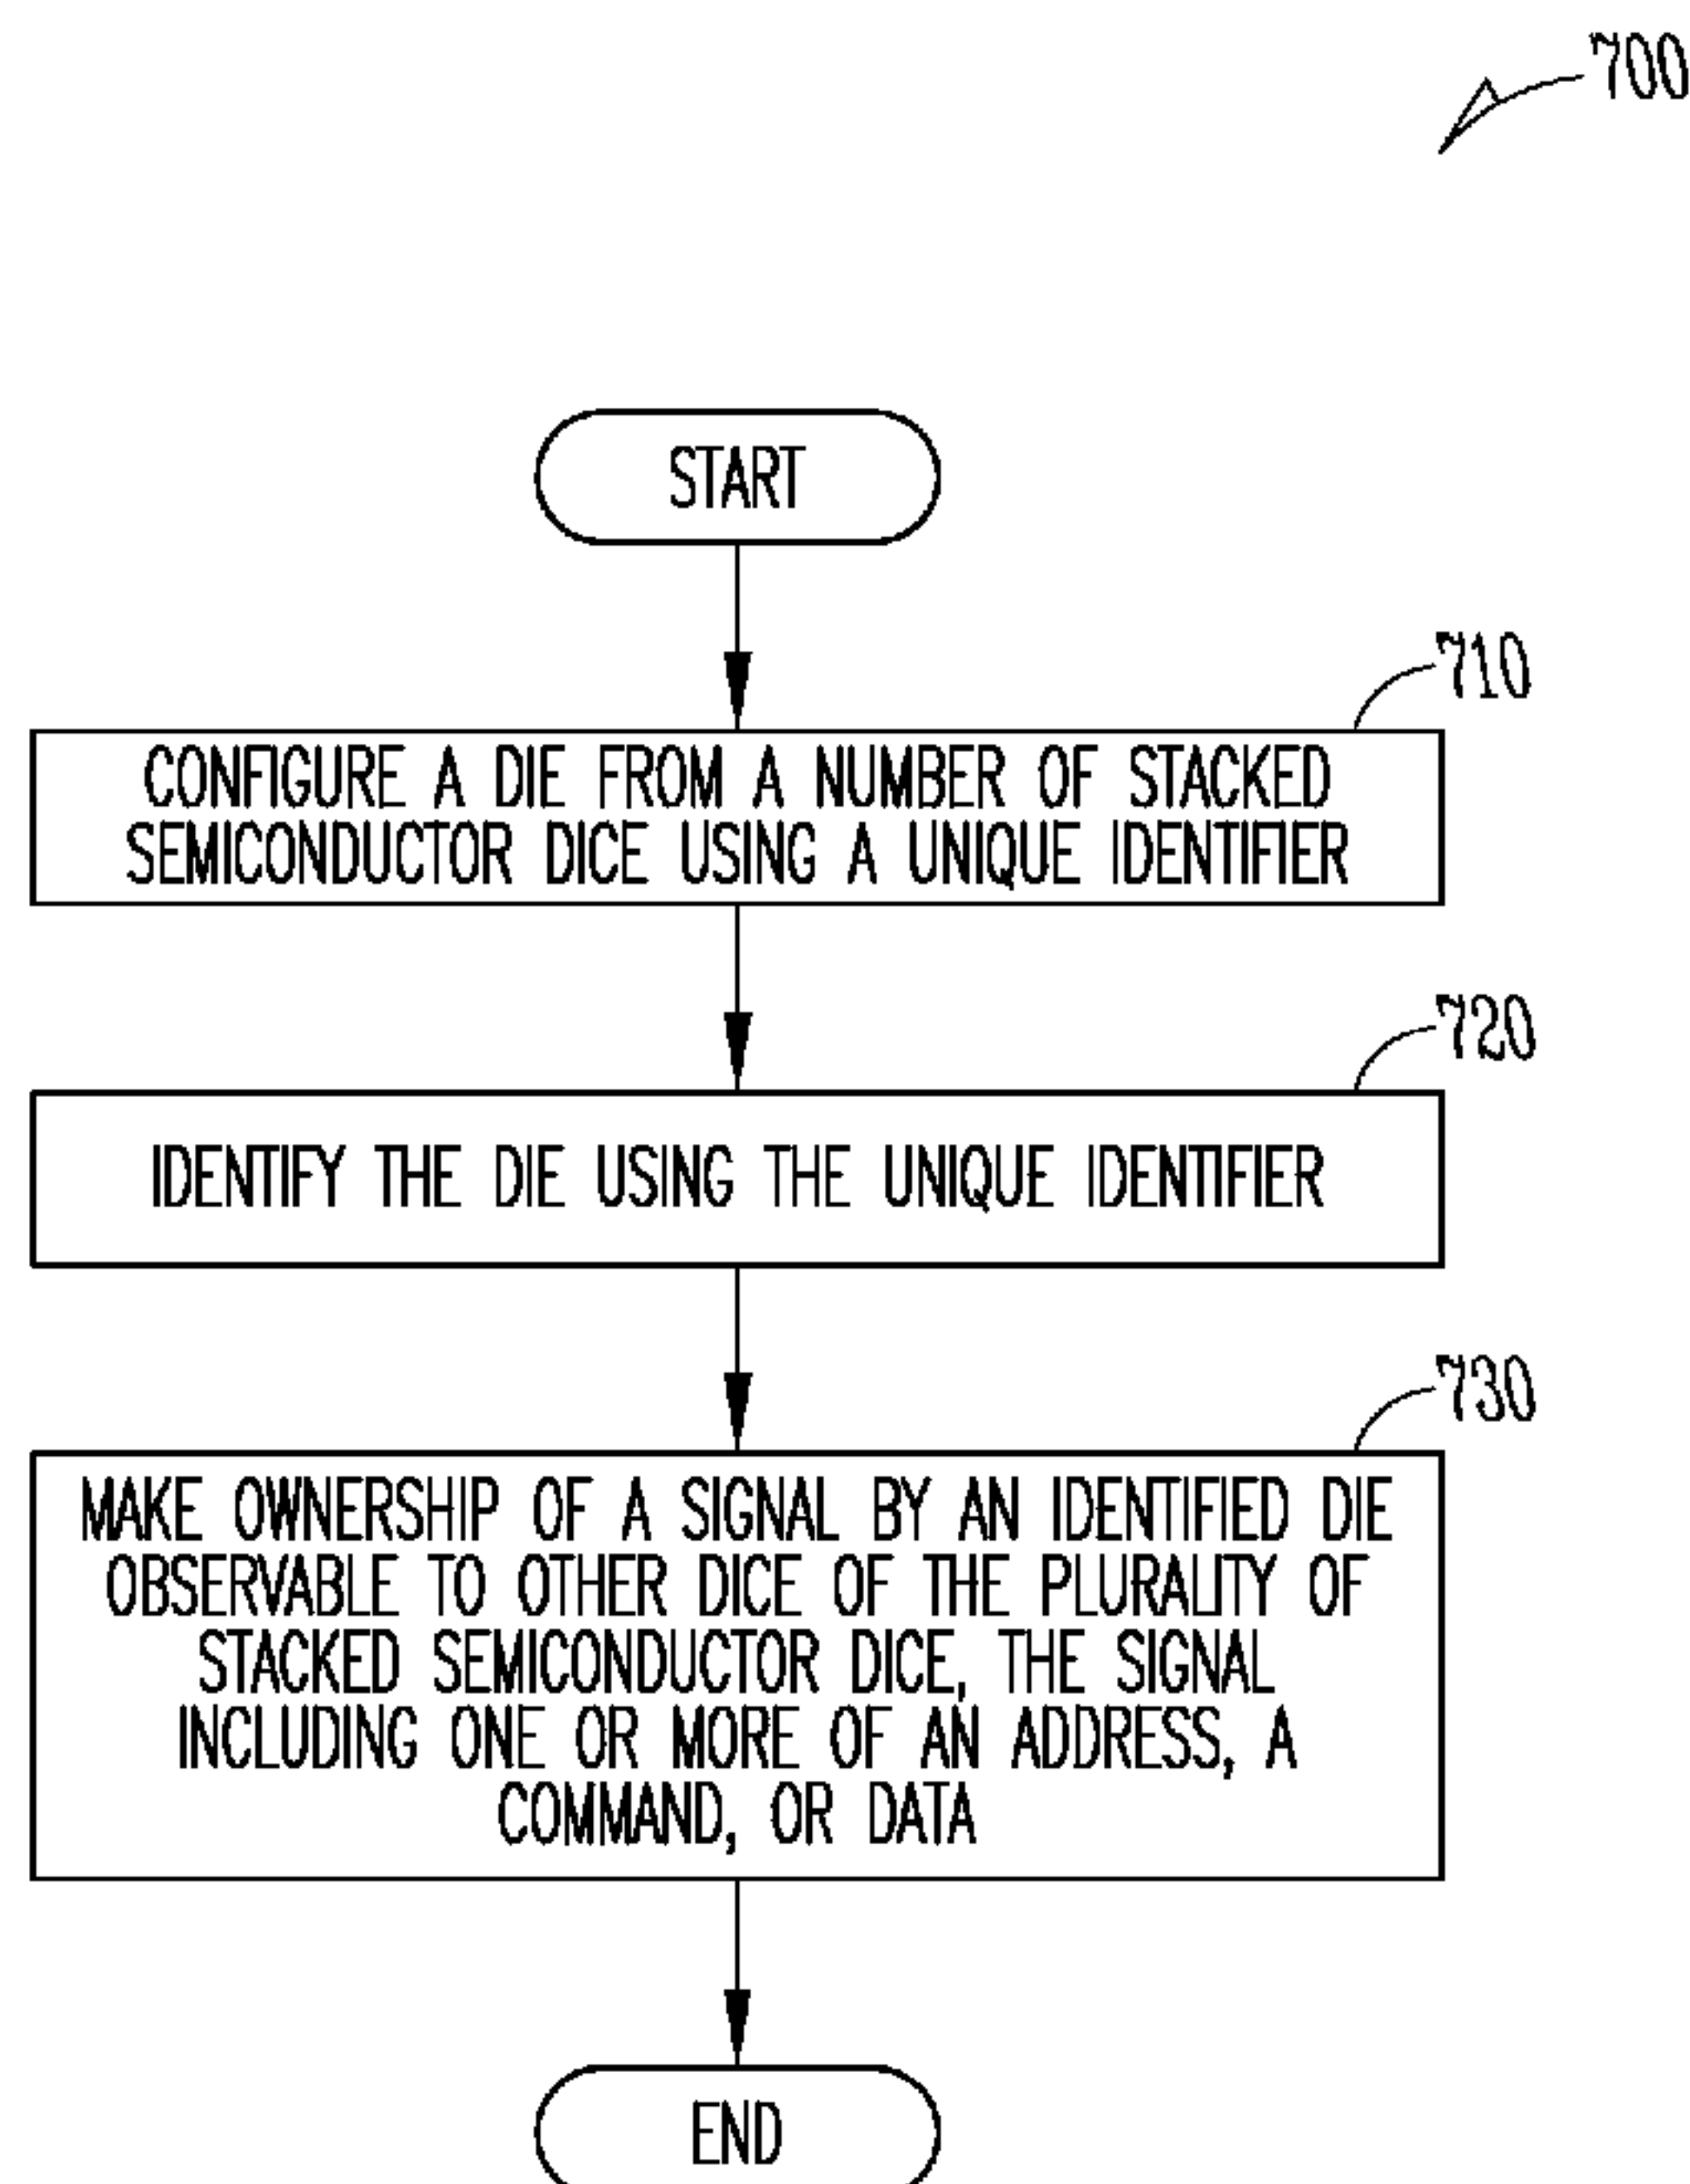 700
START
710
CONFIGURE A DIE FROM A NUMBER OF STACKED
SEMICONDUCTOR DICE USING A UNIQUE IDENTIFIER
720
IDENTIFY THE DIE USING THE UNIQUE IDENTIFIER
730
MAKE OWNERSHIP OF A SIGNAL BY AN IDENTIFIED DIE
OBSERVABLE TO OTHER DICE OF THE PLURALITY OF
STACKED SEMICONDUCTOR DICE, THE SIGNAL
INCLUDING ONE OR MORE OF AN ADDRESS, A
COMMAND, OR DATA
END